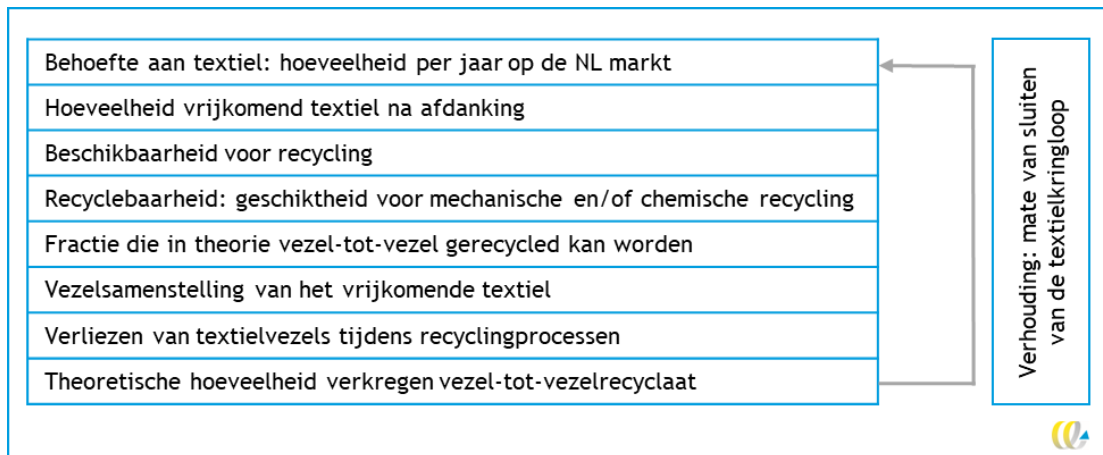 Behoefte aan textiel: hoeveelheid per jaar op de NL markt
Hoeveelheid vrijkomend textiel na afdanking
Beschikbaarheid voor recycling
Recyclebaarheid: geschiktheid voor mechanische en/of chemische recycling
Fractie die in theorie vezel-tot-vezel gerecycled kan worden
Vezelsamenstelling van het vrijkomende textiel
Verliezen van textielvezels tijdens recyclingprocessen
Theoretische hoeveelheid verkregen vezel-tot-vezelrecyclaat
Verhouding: mate van sluiten
van de textielkringloop